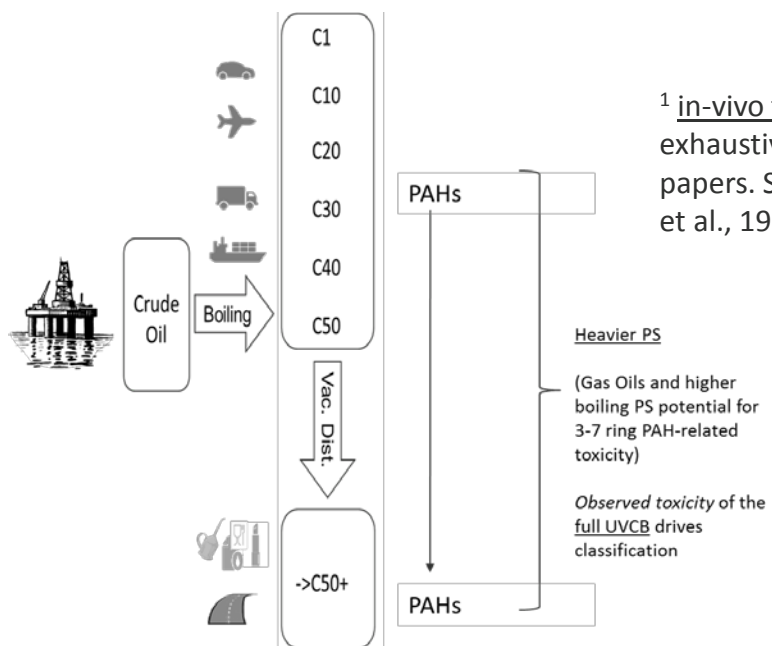 C1
C10
C20
C30
C40
C50
Crude
Oil
Boiling
Vac. Dist.
->C50+
PAHs
PAHs
Heavier PS
(Gas Oils and higher
boiling PS potential for
3-7 ring PAH-related
toxicity)
Observed toxicity of the
full UVCB drives
classification
1 in-vivo
exhaustiv
papers. S
et al., 19